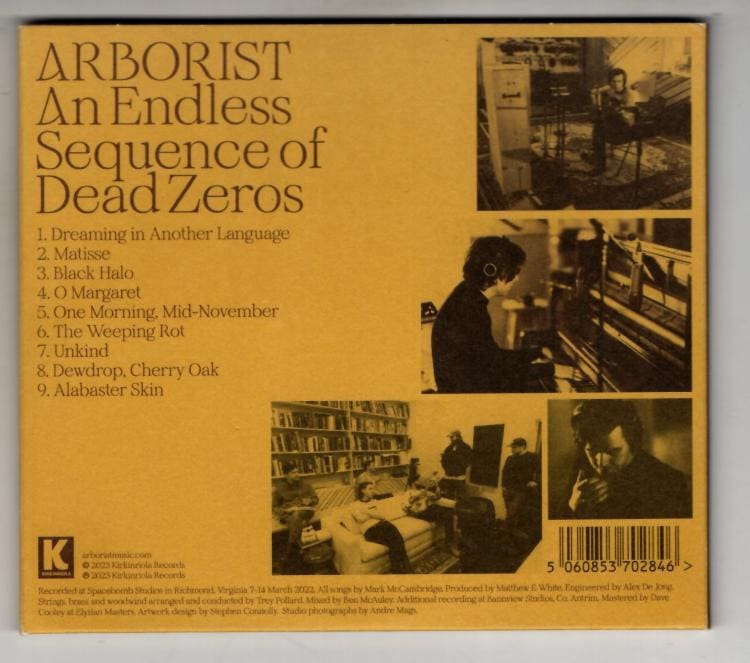 ARBORIST
An Endless
Sequence of
Dead Zeros
1. Dreaming in Another Language
2. Matisse
3. Black Halo
4. O Margaret
5. One Morning, Mid-November
6. The Weeping Rot
7. Unkind
8. Dewdrop, Cherry Oak
9. Alabaster Skin
K
KIRKINRIOLA
arboristmusic.com
℗ 2023 Kirkinriola Records
© 2023 Kirkinriola Records
5 060853 702846 >
Recorded at Spacebomb Studios in Richmond, Virginia 7-14 March 2022. All songs by Mark McCambridge. Produced by Matthew E White. Engineered by Alex De Jong.
Strings, brass and woodwind arranged and conducted by Trey Pollard. Mixed by Ben McAuley. Additional recording at Bannview Studios, Co. Antrim. Mastered by Dave
Cooley at Elysian Masters. Artwork design by Stephen Connolly. Studio photographs by Andre Mags.